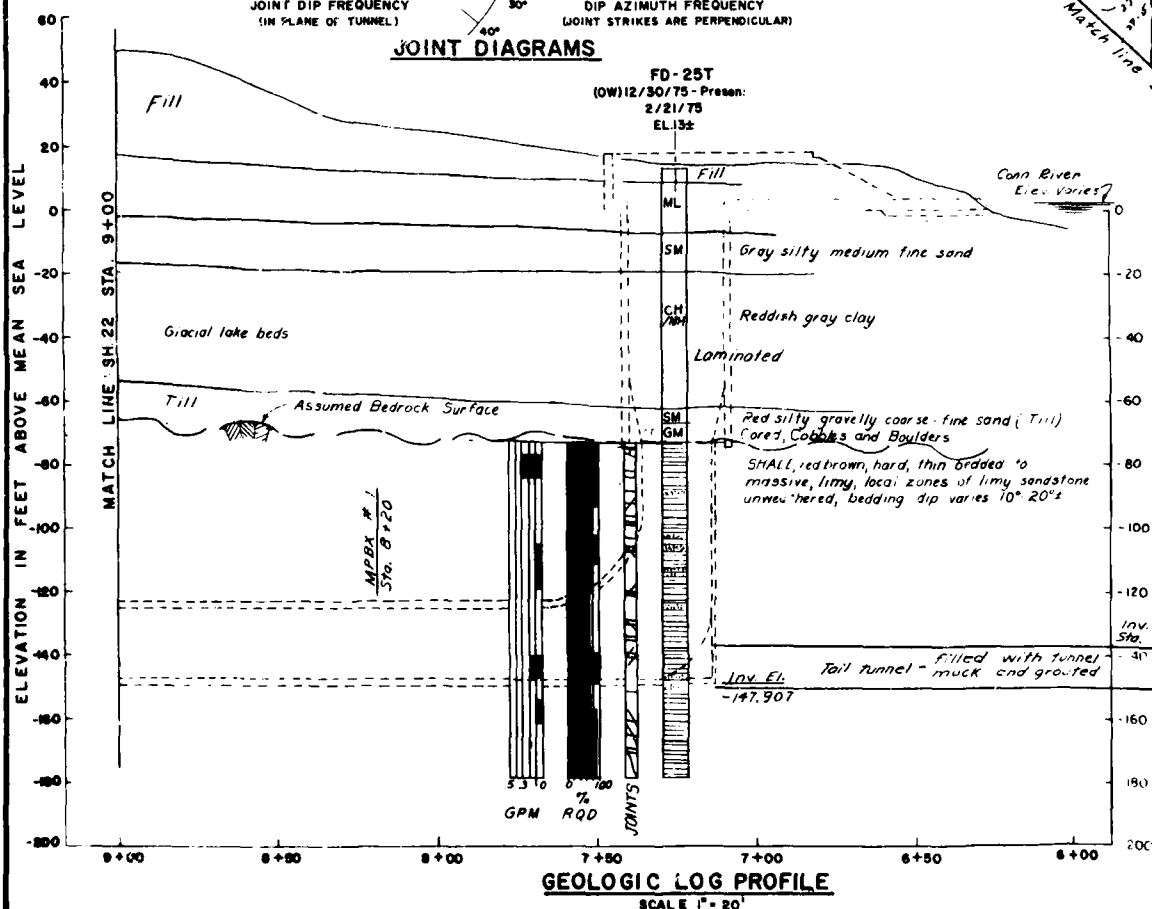 JOINT DIP FREQUENCY
(IN PLANE OF TUNNEL)
30°
40°
DIP AZIMUTH FREQUENCY
(JOINT STRIKES ARE PERPENDICULAR)
JOINT DIAGRAMS
Match line
FD-25T
(OW)12/30/75-Presen:
2/21/75
EL.13±
ELEVATION IN FEET ABOVE MEAN SEA LEVEL
60
40
20
0
-20
-40
-60
-80
-100
-120
-140
-160
-180
-200
MATCH LINE SH.22 STA. 9+00
Fill
Fill
ML
SM
CH
/MH
SM
GM
Conn River
Elev Varies
Gray silty medium fine sand
Reddish gray clay
Laminated
Glacial lake beds
Till
Assumed Bedrock Surface
Red silty gravelly coarse-fine sand (Till)
Cored, Cobbles and Boulders
SHALL, red brown, hard, thin bedded to
massive, limy, local zones of limy sandstone
unweathered, bedding dip varies 10°-20°±
MPBX #1
Sta. 8+20
Inv.
Sta.
Tail tunnel - filled with tunnel
muck and grouted
Inv. El.
-147.907
0
-20
-40
-60
-80
-100
-120
-160
180
200
5 3 1 0
GPM
0 % 100
RQD
JOINTS
9+00
8+50
8+00
7+50
7+00
6+50
6+00
GEOLOGIC LOG PROFILE
SCALE 1"=20'